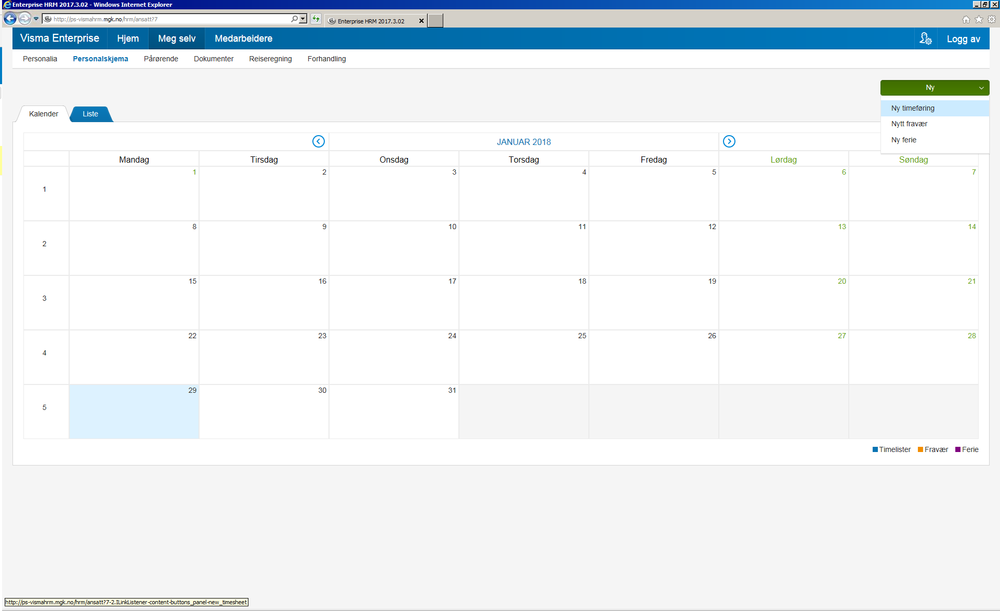 Enterprise HRM 2017.3.02 - Windows Internet Explorer
http://ps-vismahrm.mgk.no/hrm/ansatt?7
Enterprise HRM 2017.3.02
Visma Enterprise Hjem Meg selv Medarbeidere Logg av
Personalia Personalskjema Pårørende Dokumenter Reiseregning Forhandling
Ny
Ny timeføring
Nytt fravær
Ny ferie
Kalender Liste
JANUAR 2018
Mandag Tirsdag Onsdag Torsdag Fredag Lørdag Søndag
1 2 3 4 5 6 7
1
8 9 10 11 12 13 14
2
15 16 17 18 19 20 21
3
22 23 24 25 26 27 28
4
29 30 31
5
Timelister Fravær Ferie
http://ps-vismahrm.mgk.no/hrm/ansatt?7-2.ILinkListener-content-buttons_panel-new_timesheet